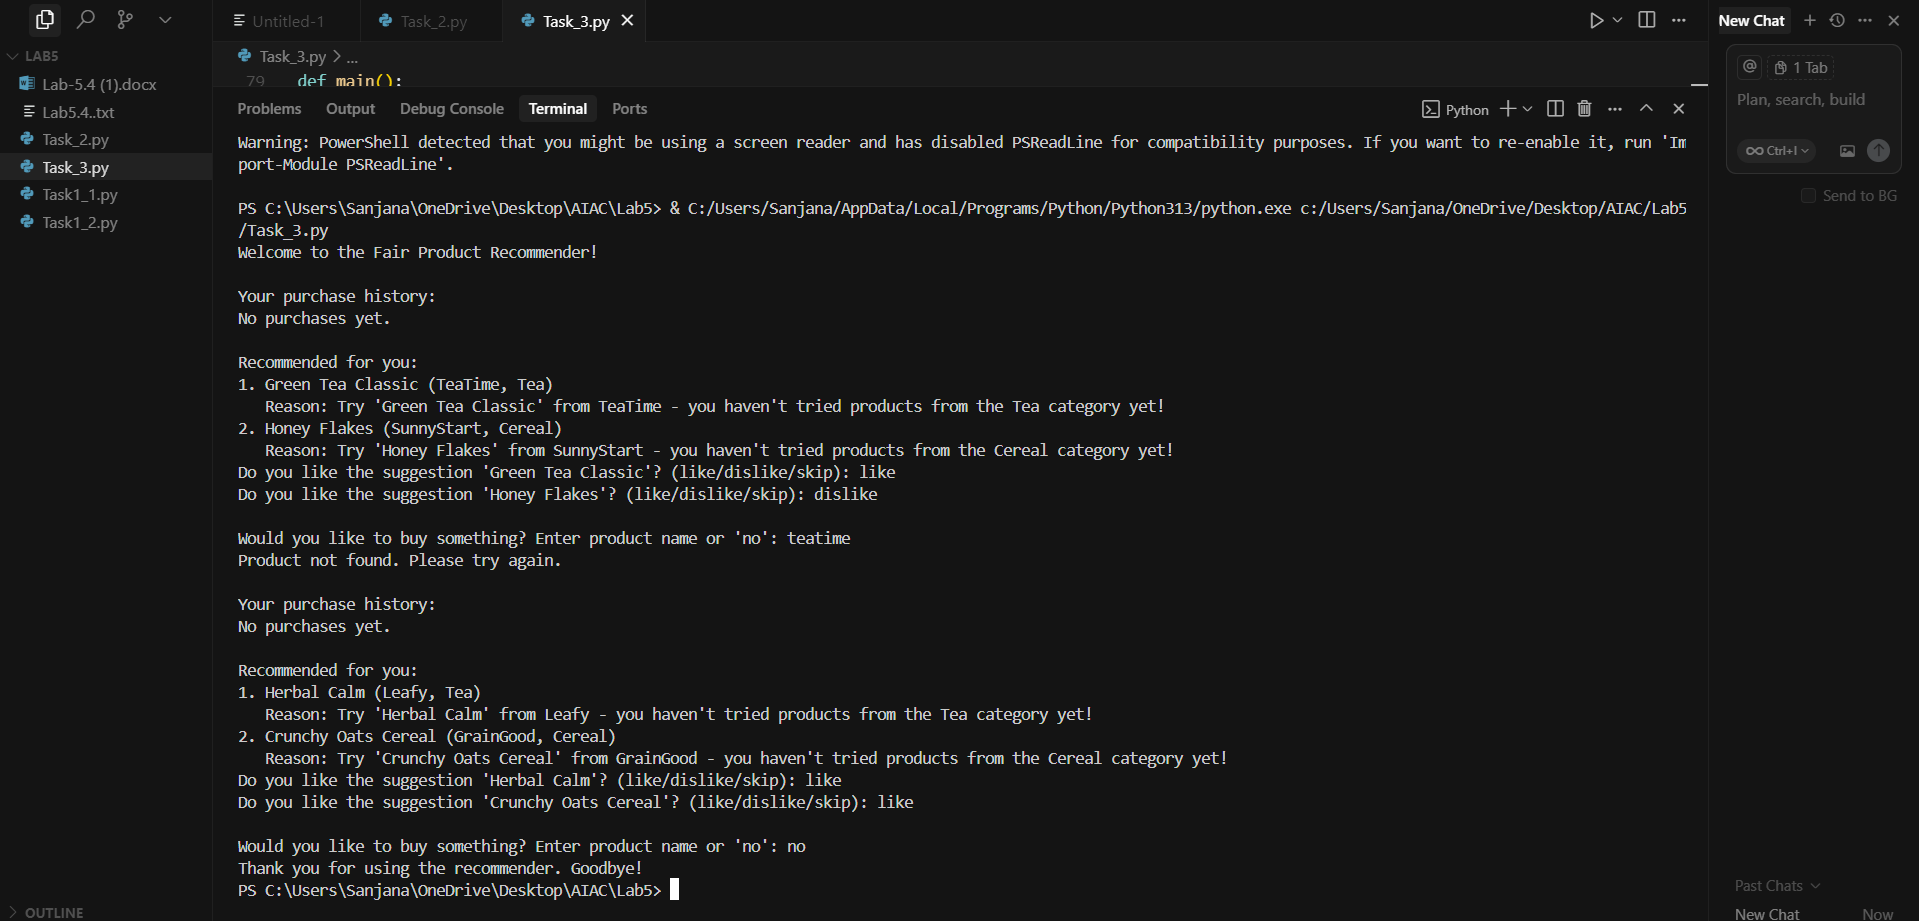 Untitled-1
Task_2.py
Task_3.py
New Chat
LAB5
Lab-5.4 (1).docx
Lab5.4..txt
Task_2.py
Task_3.py
Task1_1.py
Task1_2.py
OUTLINE
Task_3.py > ...
79 def main():
Problems Output Debug Console Terminal Ports
Python
Warning: PowerShell detected that you might be using a screen reader and has disabled PSReadLine for compatibility purposes. If you want to re-enable it, run 'Im
port-Module PSReadLine'.
PS C:\Users\Sanjana\OneDrive\Desktop\AIAC\Lab5> & C:/Users/Sanjana/AppData/Local/Programs/Python/Python313/python.exe c:/Users/Sanjana/OneDrive/Desktop/AIAC/Lab5
/Task_3.py
Welcome to the Fair Product Recommender!
Your purchase history:
No purchases yet.
Recommended for you:
1. Green Tea Classic (TeaTime, Tea)
Reason: Try 'Green Tea Classic' from TeaTime - you haven't tried products from the Tea category yet!
2. Honey Flakes (SunnyStart, Cereal)
Reason: Try 'Honey Flakes' from SunnyStart - you haven't tried products from the Cereal category yet!
Do you like the suggestion 'Green Tea Classic'? (like/dislike/skip): like
Do you like the suggestion 'Honey Flakes'? (like/dislike/skip): dislike
Would you like to buy something? Enter product name or 'no': teatime
Product not found. Please try again.
Your purchase history:
No purchases yet.
Recommended for you:
1. Herbal Calm (Leafy, Tea)
Reason: Try 'Herbal Calm' from Leafy - you haven't tried products from the Tea category yet!
2. Crunchy Oats Cereal (GrainGood, Cereal)
Reason: Try 'Crunchy Oats Cereal' from GrainGood - you haven't tried products from the Cereal category yet!
Do you like the suggestion 'Herbal Calm'? (like/dislike/skip): like
Do you like the suggestion 'Crunchy Oats Cereal'? (like/dislike/skip): like
Would you like to buy something? Enter product name or 'no': no
Thank you for using the recommender. Goodbye!
PS C:\Users\Sanjana\OneDrive\Desktop\AIAC\Lab5>
@ 1 Tab
Plan, search, build
Ctrl+I
Send to BG
Past Chats
New Chat Now